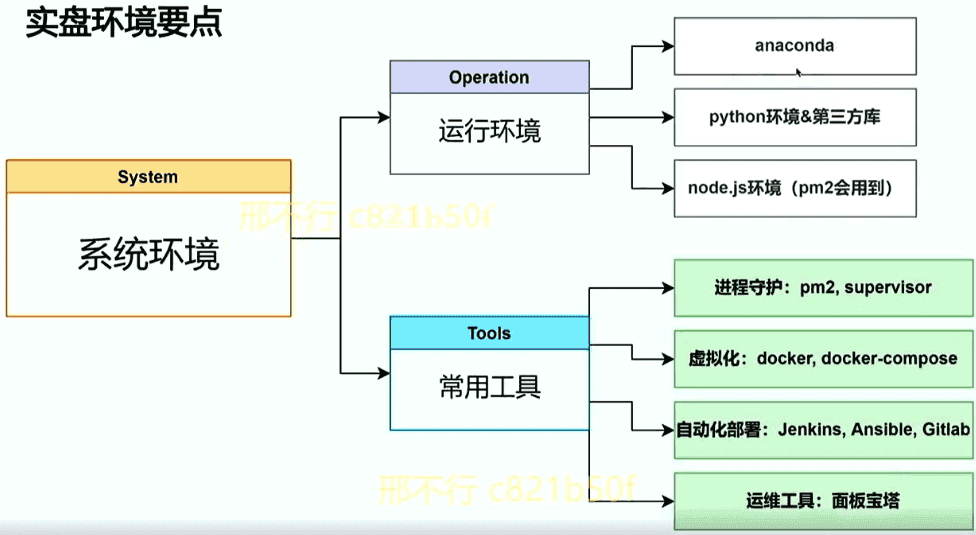 实盘环境要点
System
系统环境
Operation
运行环境
anaconda
python环境&第三方库
node.js环境（pm2会用到）
Tools
常用工具
进程守护：pm2, supervisor
虚拟化：docker, docker-compose
自动化部署：Jenkins, Ansible, Gitlab
运维工具：面板宝塔
邢不行 c821b50f
邢不行 c821b50f